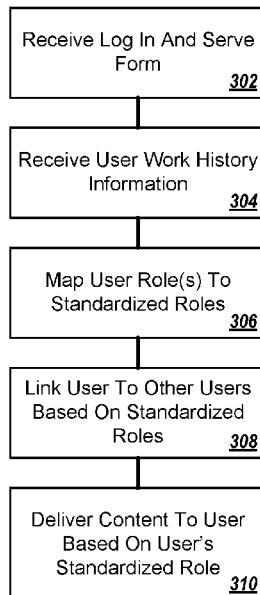 Receive Log In And Serve
Form
302
Receive User Work History
Information
304
Map User Role(s) To
Standardized Roles
306
Link User To Other Users
Based On Standardized
Roles
308
Deliver Content To User
Based On User's
Standardized Role
310